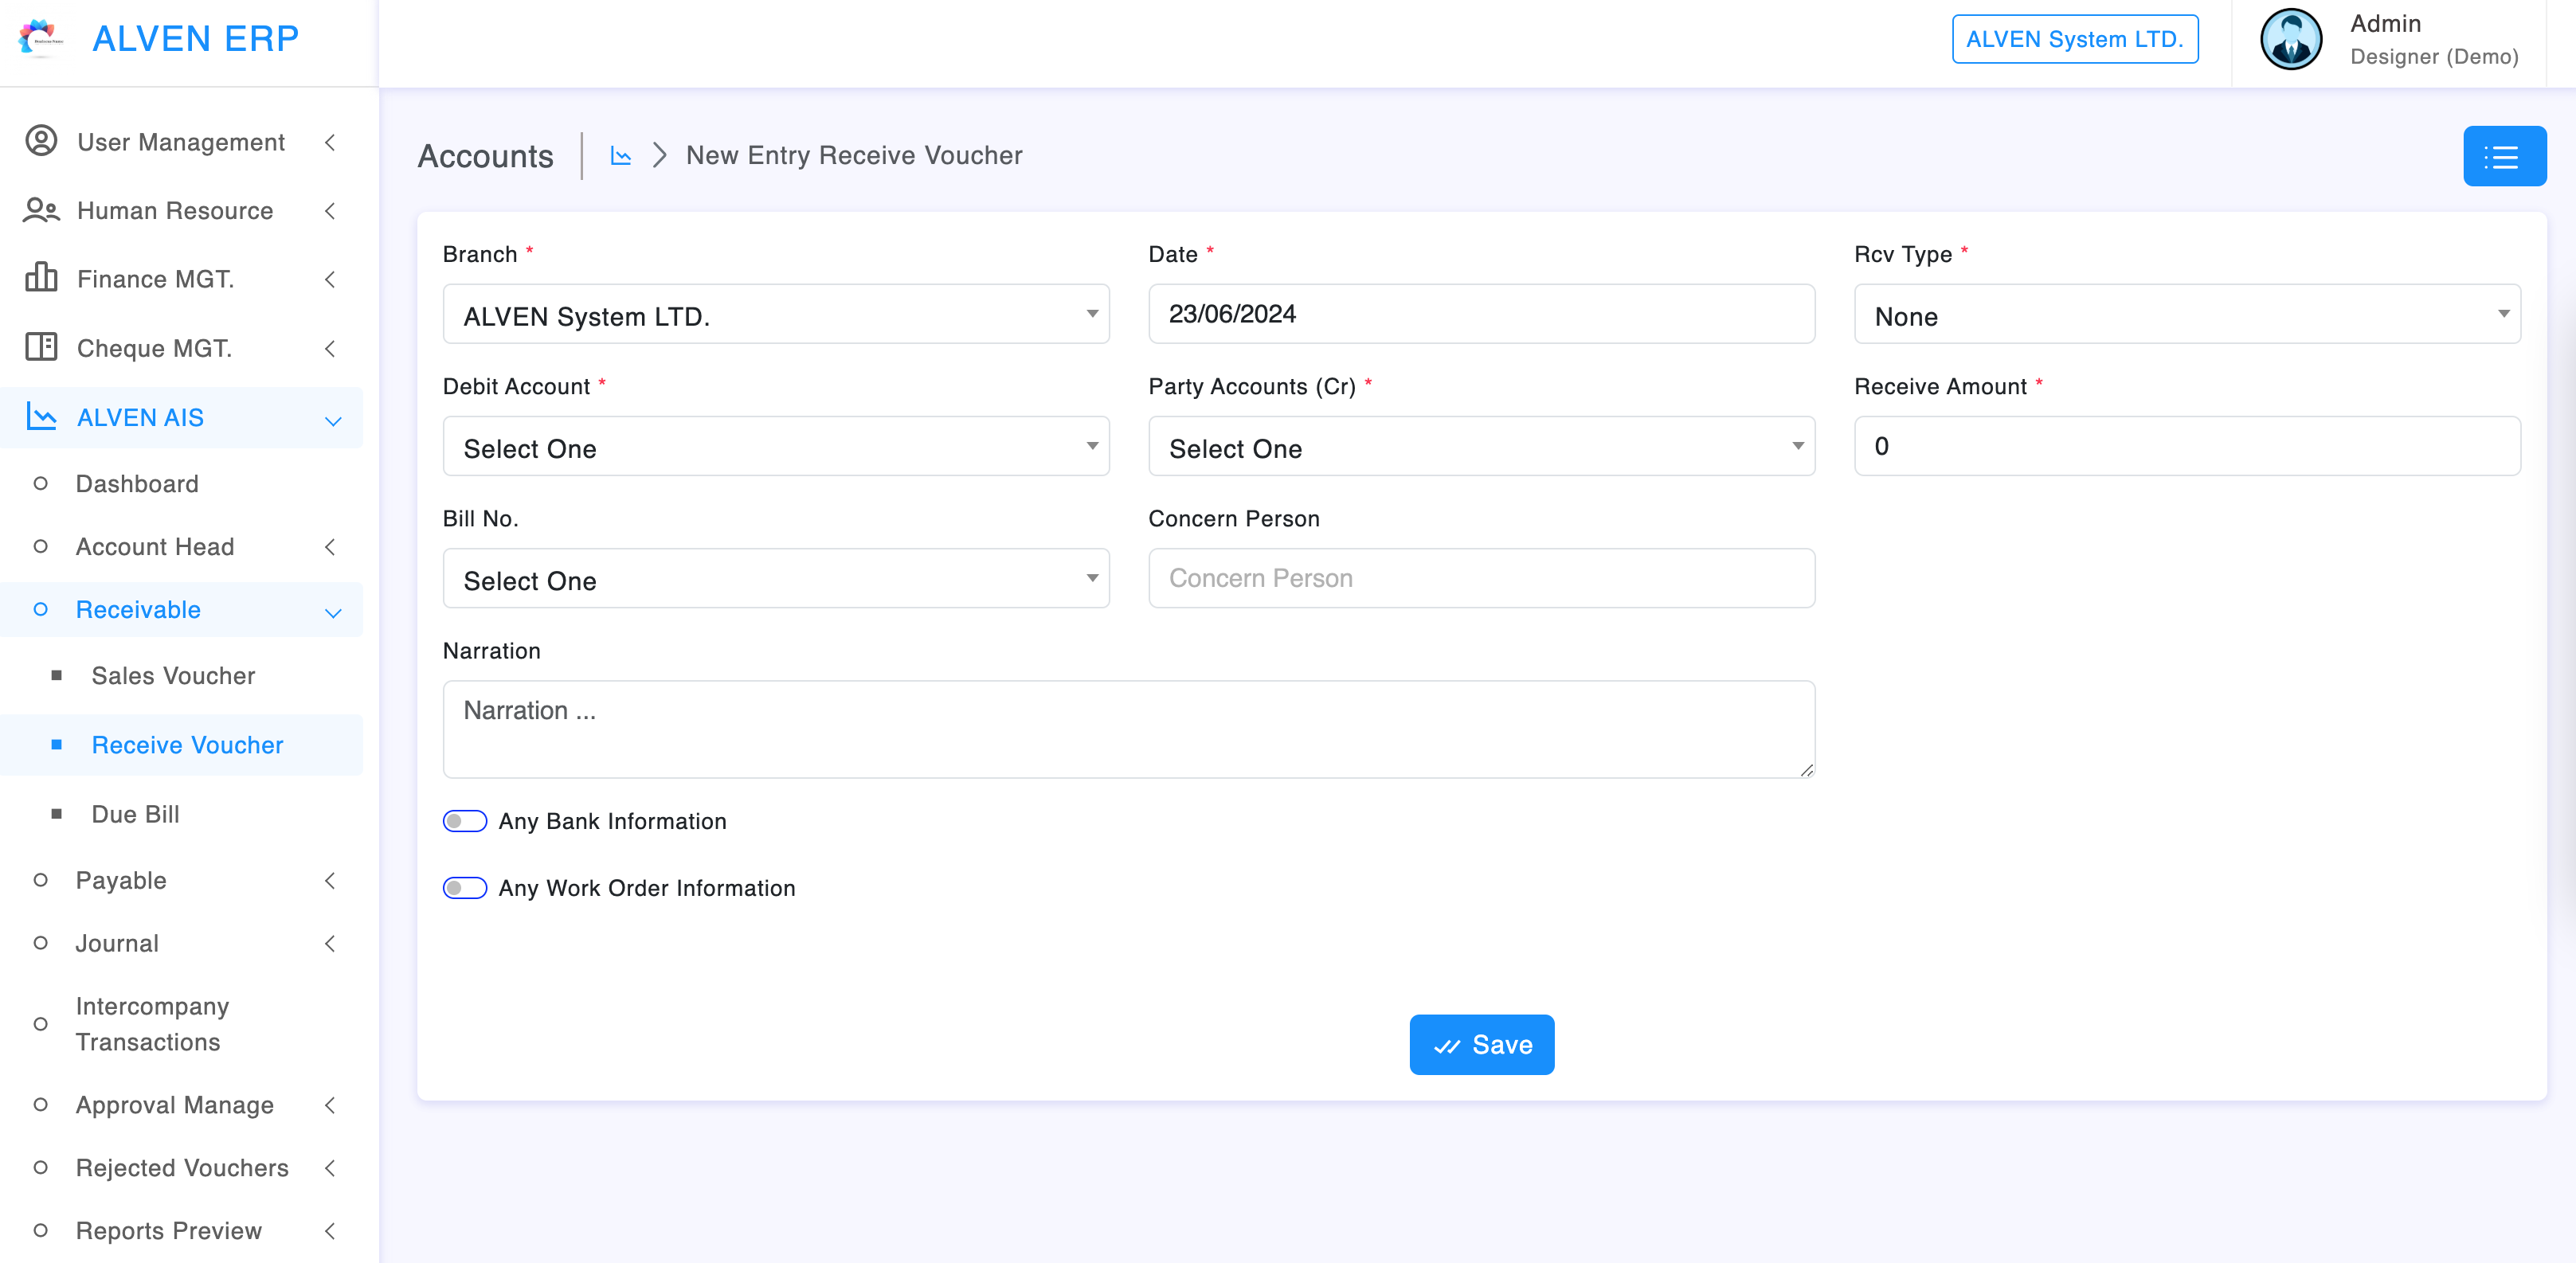 ALVEN ERP
ALVEN System LTD.
Admin
Designer (Demo)
User Management
Human Resource
Finance MGT.
Cheque MGT.
ALVEN AIS
Dashboard
Account Head
Receivable
Sales Voucher
Receive Voucher
Due Bill
Payable
Journal
Intercompany
Transactions
Approval Manage
Rejected Vouchers
Reports Preview
Accounts
New Entry Receive Voucher
Branch *
ALVEN System LTD.
Date *
23/06/2024
Rcv Type *
None
Debit Account *
Select One
Party Accounts (Cr) *
Select One
Receive Amount *
0
Bill No.
Select One
Concern Person
Concern Person
Narration
Narration ...
Any Bank Information
Any Work Order Information
Save